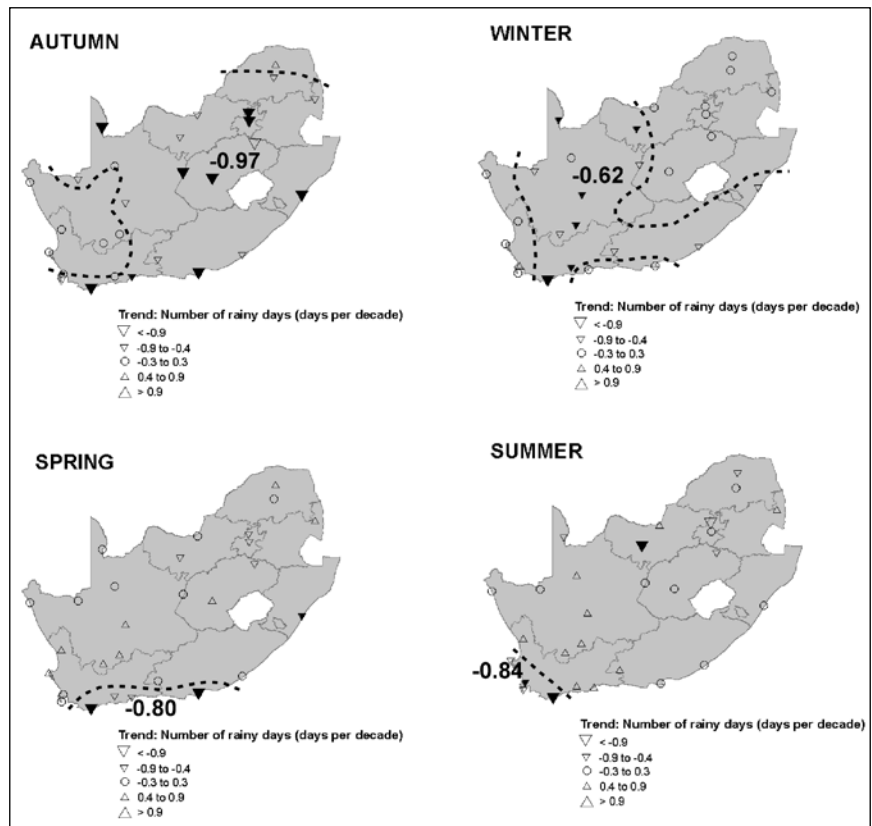 AUTUMN
-0.97
Trend: Number of rainy days (days per decade)
< -0.9
-0.9 to -0.4
-0.3 to 0.3
0.4 to 0.9
> 0.9
WINTER
-0.62
Trend: Number of rainy days (days per decade)
< -0.9
-0.9 to -0.4
-0.3 to 0.3
0.4 to 0.9
> 0.9
SPRING
-0.80
Trend: Number of rainy days (days per decade)
< -0.9
-0.9 to -0.4
-0.3 to 0.3
0.4 to 0.9
> 0.9
SUMMER
-0.84
Trend: Number of rainy days (days per decade)
< -0.9
-0.9 to -0.4
-0.3 to 0.3
0.4 to 0.9
> 0.9